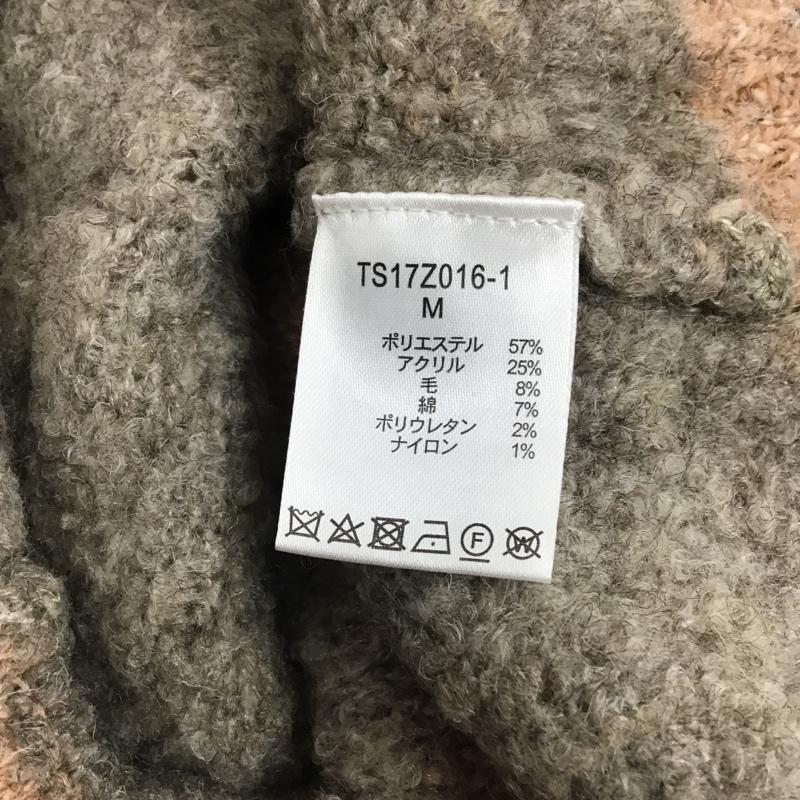 TS17Z016-1
M
ポリエステル 57%
アクリル 25%
毛 8%
綿 7%
ポリウレタン 2%
ナイロン 1%
F W